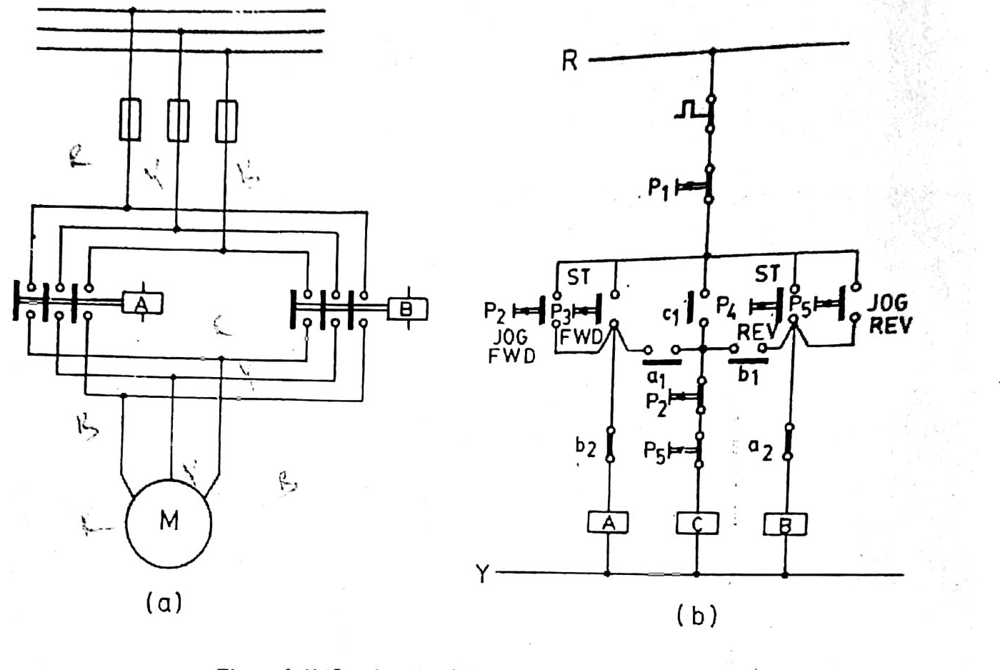 R
Y
B
A
B
B
B
M
(a)
R
P1
ST
ST
P2
P3
c1
P4
P5
JOG
REV
JOG
FWD
FWD
REV
a1
b1
P2
b2
P5
a2
A
C
B
Y
(b)